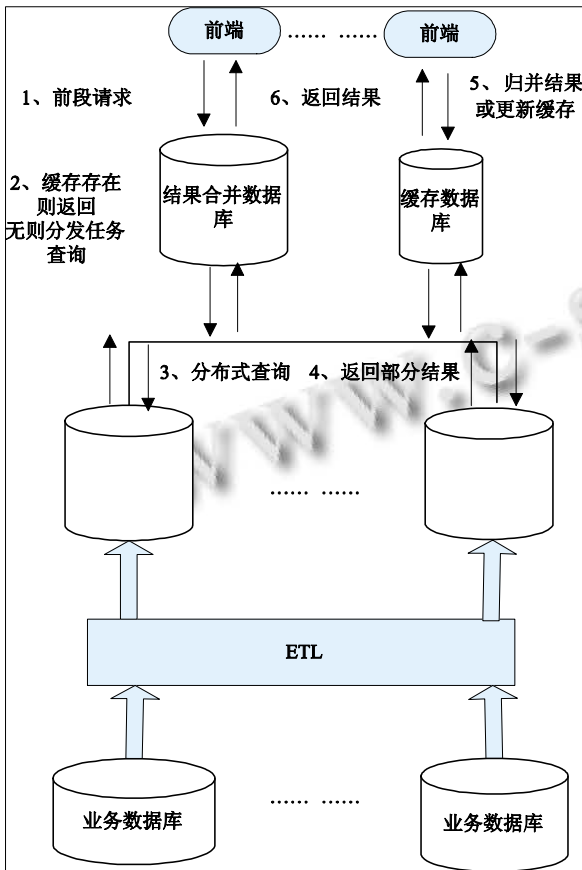 前端
…… ……
前端
1、前段请求
6、返回结果
5、归并结果
或更新缓存
2、缓存存在
则返回
无则分发任务
查询
结果合并数据
库
缓存数据
库
3、分布式查询
4、返回部分结果
…… ……
ETL
业务数据库
…… ……
业务数据库
www.c-s